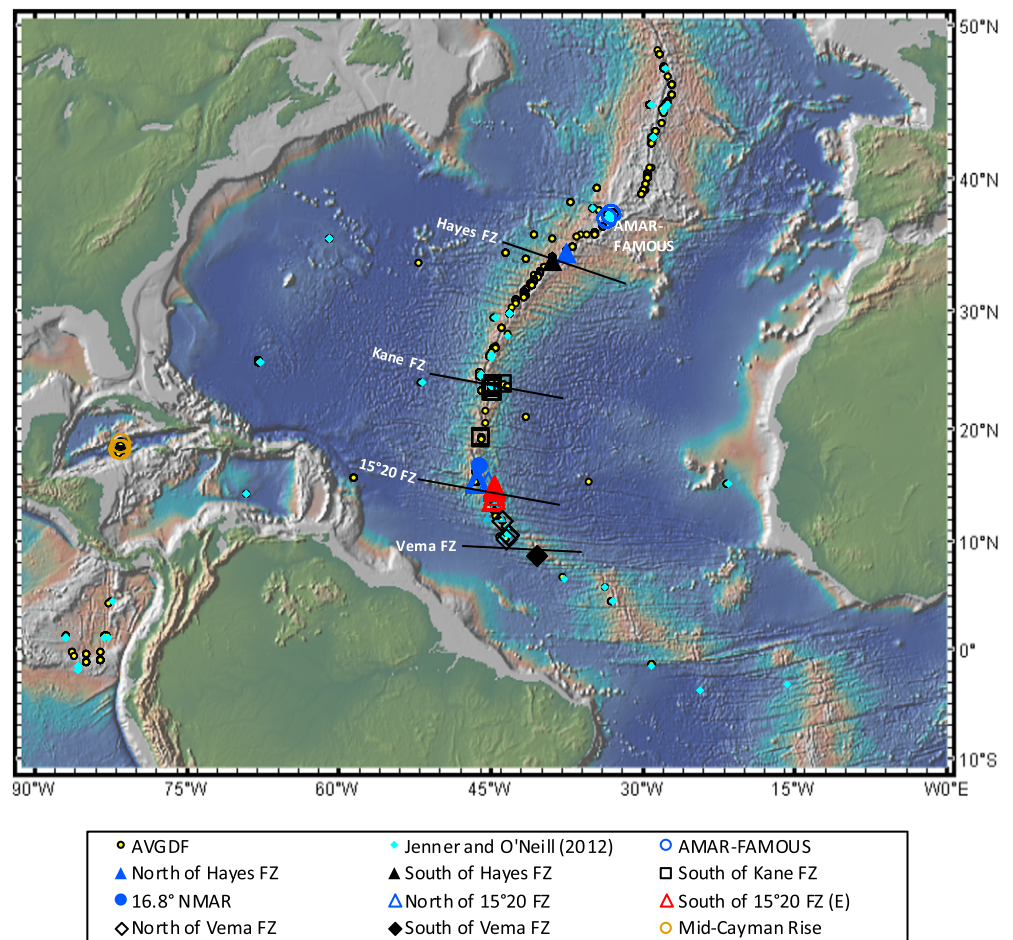 50°N
40°N
Hayes FZ
AMAR-
FAMOUS
30°N
Kane FZ
20°N
15°20 FZ
10°N
Vema FZ
0°
10°S
90°W 75°W 60°W 45°W 30°W 15°W W0°E
AVGDF Jenner and O'Neill (2012) AMAR-FAMOUS
North of Hayes FZ South of Hayes FZ South of Kane FZ
16.8° NMAR North of 15°20 FZ South of 15°20 FZ (E)
North of Vema FZ South of Vema FZ Mid-Cayman Rise